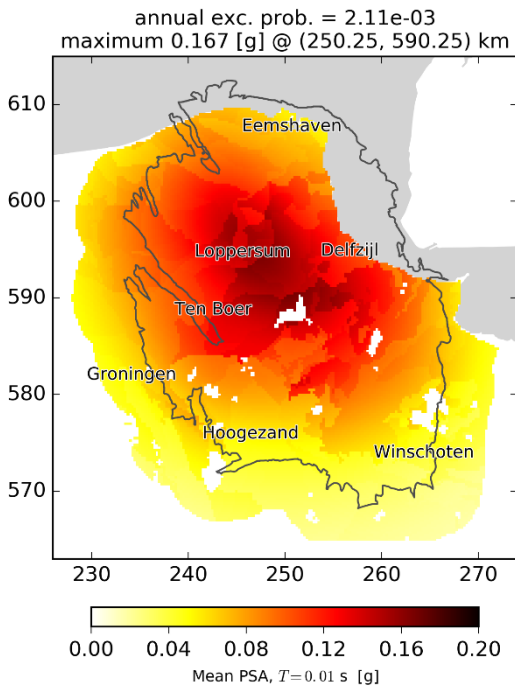 annual exc. prob. = 2.11e-03
maximum 0.167 [g] @ (250.25, 590.25) km
610
Eemshaven
600
Loppersum Delfzijl
590
Ten Boer
Groningen
580
Hoogezand
Winschoten
570
230 240 250 260 270
0.00 0.04 0.08 0.12 0.16 0.20
Mean PSA, T = 0.01 s [g]